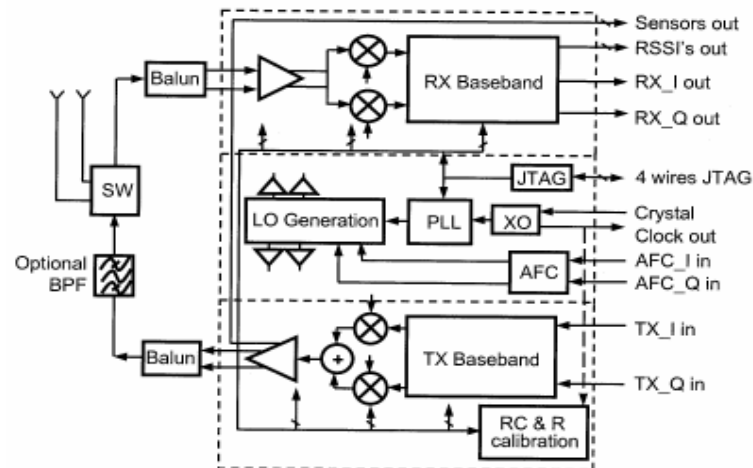 Sensors out
Balun
RX Baseband
RSSI's out
RX_I out
RX_Q out
SW
JTAG
4 wires JTAG
LO Generation
PLL
XO
Crystal
Clock out
Optional
BPF
AFC
AFC_I in
AFC_Q in
Balun
+
TX Baseband
TX_I in
TX_Q in
RC & R
calibration